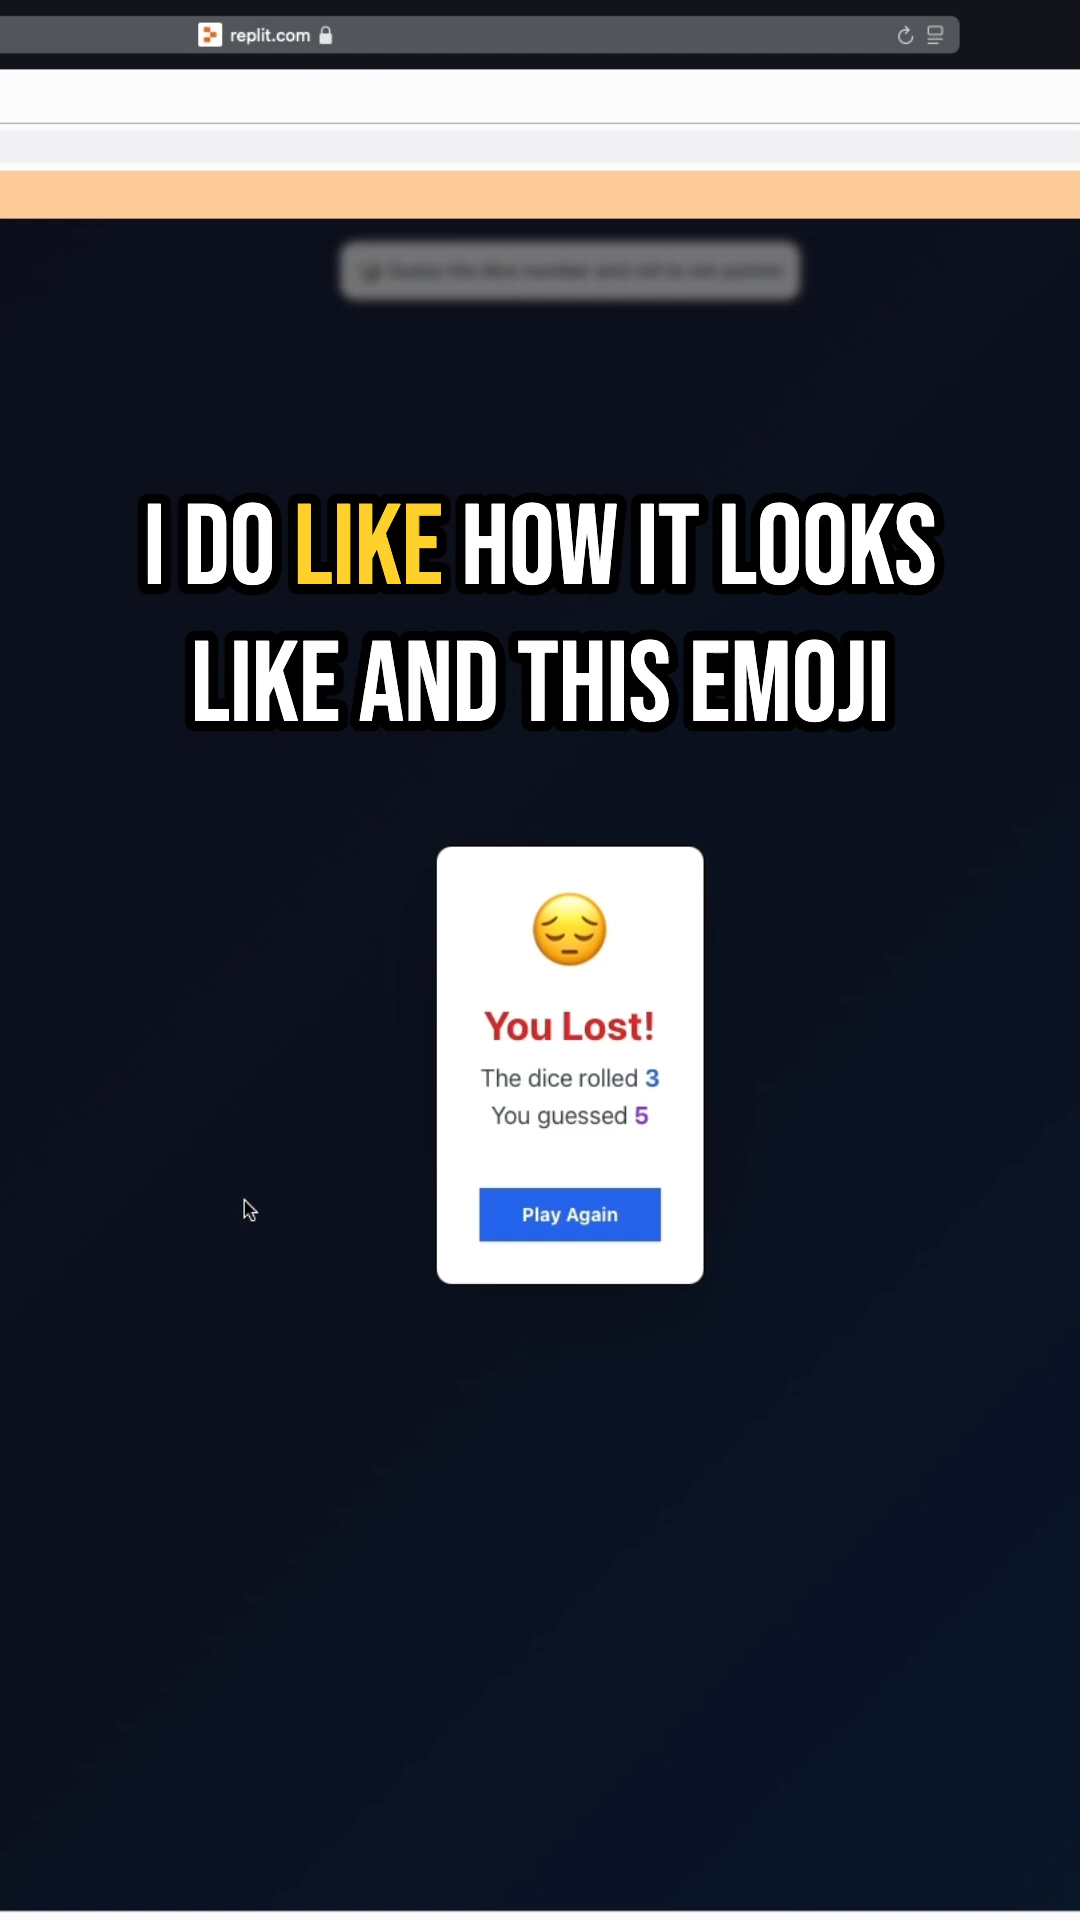 replit.com
I DO LIKE HOW IT LOOKS
LIKE AND THIS EMOJI
You Lost!
The dice rolled 3
You guessed 5
Play Again